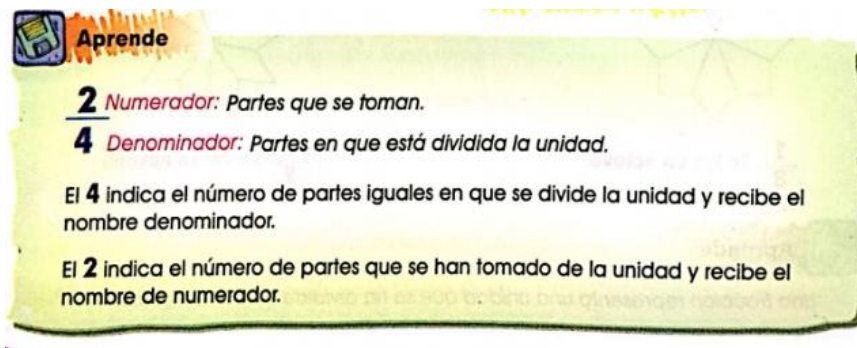 Aprende
2 Numerador: Partes que se toman.
4 Denominador: Partes en que está dividida la unidad.
El 4 indica el número de partes iguales en que se divide la unidad y recibe el
nombre denominador.
El 2 indica el número de partes que se han tomado de la unidad y recibe el
nombre de numerador.